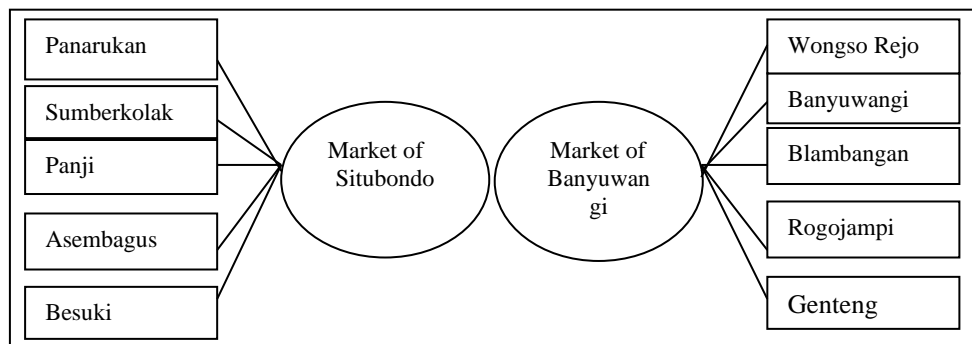 Panarukan
Sumberkolak
Panji
Asembagus
Besuki
Market of
Situbondo
Market of
Banyuwan
gi
Wongso Rejo
Banyuwangi
Blambangan
Rogojampi
Genteng